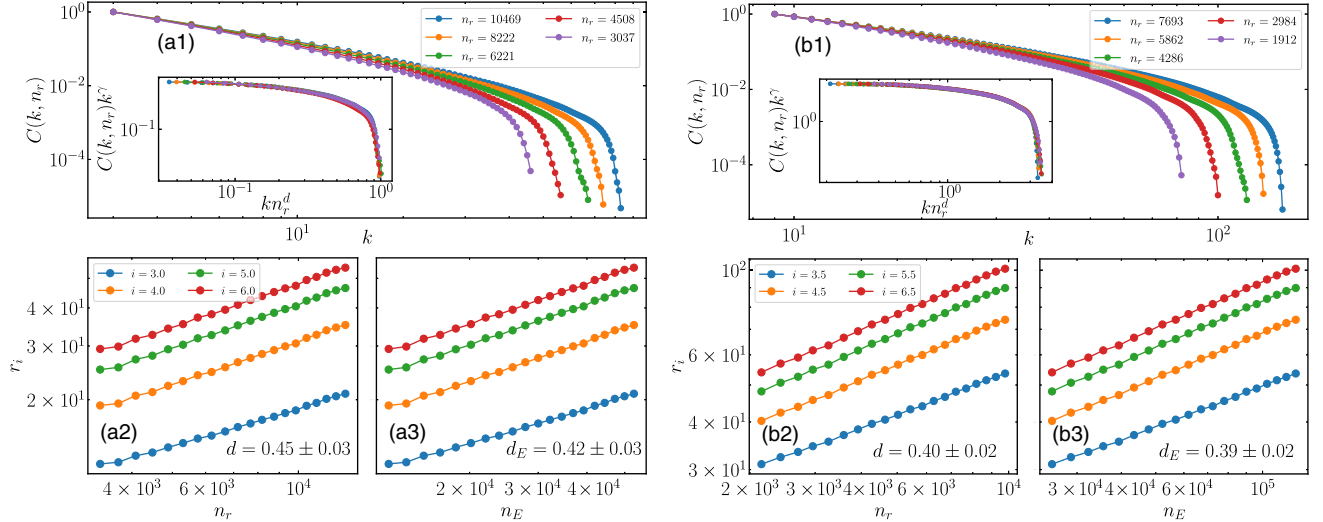 (a1)
n_r = 10469
n_r = 8222
n_r = 6221
n_r = 4508
n_r = 3037
C(k, n_r)
10^0
10^{-2}
10^{-4}
C(k, n_r)k^γ
10^{-1}
10^{-1}
10^0
kn_r^d
10^1
k
(b1)
n_r = 7693
n_r = 5862
n_r = 4286
n_r = 2984
n_r = 1912
C(k, n_r)
10^0
10^{-2}
10^{-4}
C(k, n_r)k^γ
10^0
10^0
kn_r^d
10^1
10^2
k
i = 3.0
i = 4.0
i = 5.0
i = 6.0
r_i
4 × 10^1
3 × 10^1
2 × 10^1
(a2)
d = 0.45 ± 0.03
4 × 10^3
6 × 10^3
10^4
n_r
(a3)
d_E = 0.42 ± 0.03
2 × 10^4
3 × 10^4
4 × 10^4
n_E
i = 3.5
i = 4.5
i = 5.5
i = 6.5
r_i
10^2
6 × 10^1
4 × 10^1
3 × 10^1
(b2)
d = 0.40 ± 0.02
2 × 10^3
3 × 10^3
4 × 10^3
6 × 10^3
10^4
n_r
(b3)
d_E = 0.39 ± 0.02
3 × 10^4
4 × 10^4
6 × 10^4
10^5
n_E